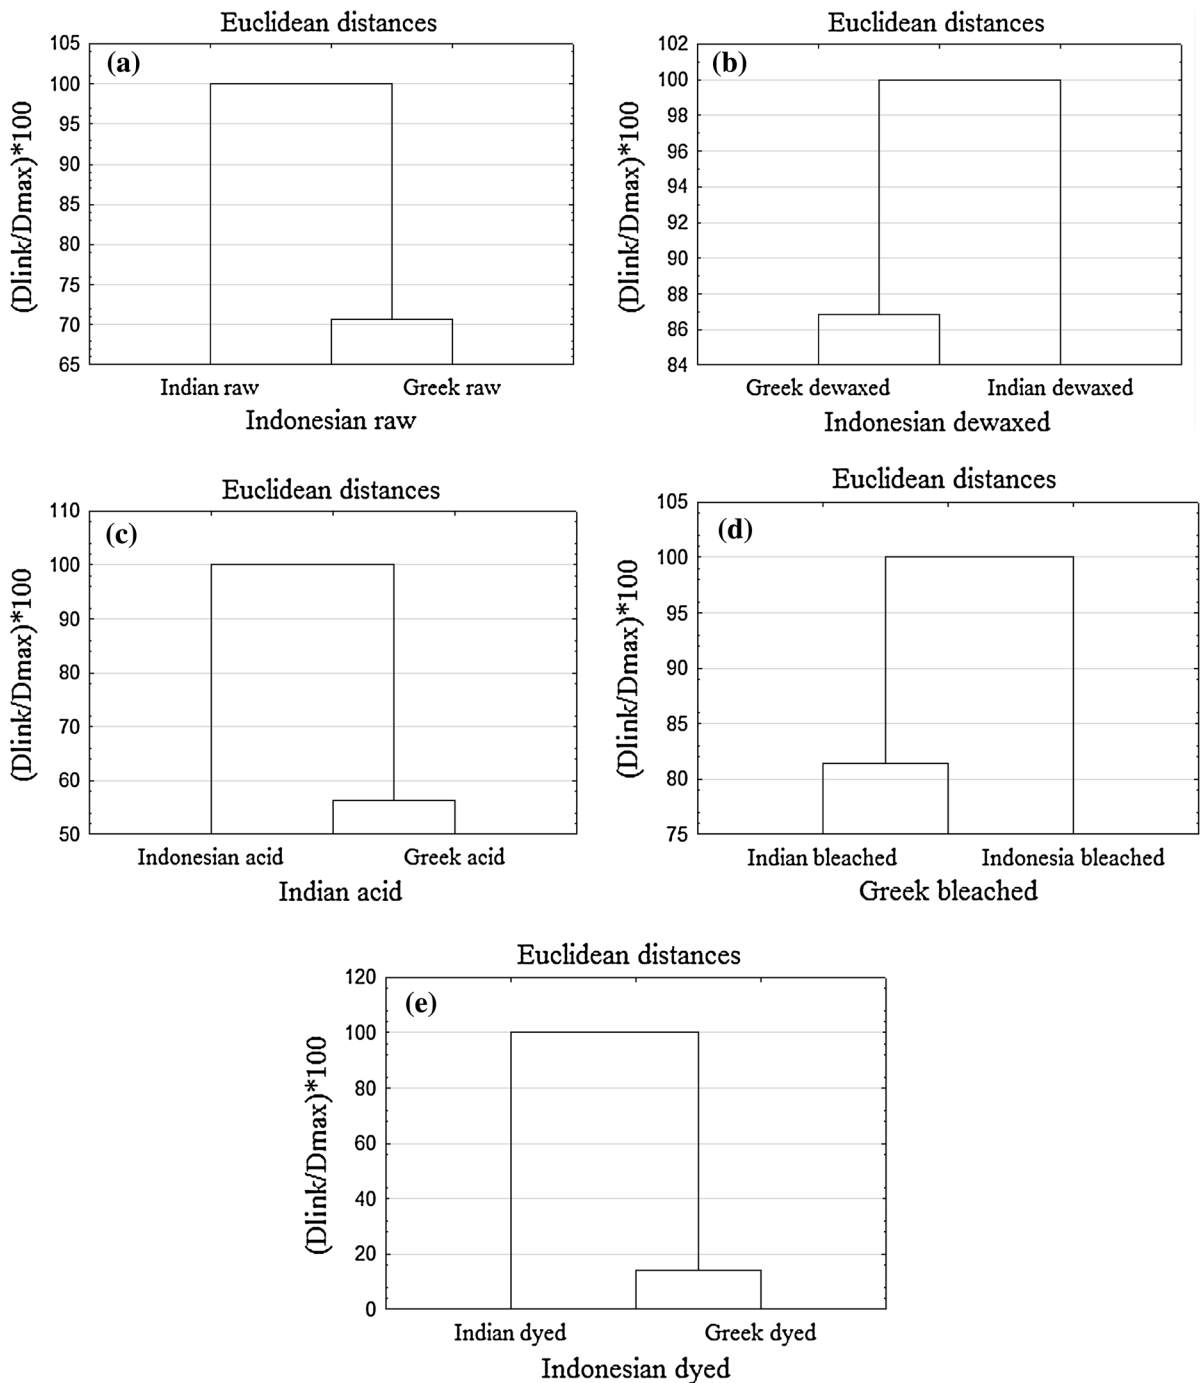 Euclidean distances
(a)
(Dlink/Dmax)*100
105
100
95
90
85
80
75
70
65
Indian raw Greek raw
Indonesian raw
Euclidean distances
(b)
(Dlink/Dmax)*100
102
100
98
96
94
92
90
88
86
84
Greek dewaxed Indian dewaxed
Indonesian dewaxed
Euclidean distances
(c)
(Dlink/Dmax)*100
110
100
90
80
70
60
50
Indonesian acid Greek acid
Indian acid
Euclidean distances
(d)
(Dlink/Dmax)*100
105
100
95
90
85
80
75
Indian bleached Indonesia bleached
Greek bleached
Euclidean distances
(e)
(Dlink/Dmax)*100
120
100
80
60
40
20
0
Indian dyed Greek dyed
Indonesian dyed